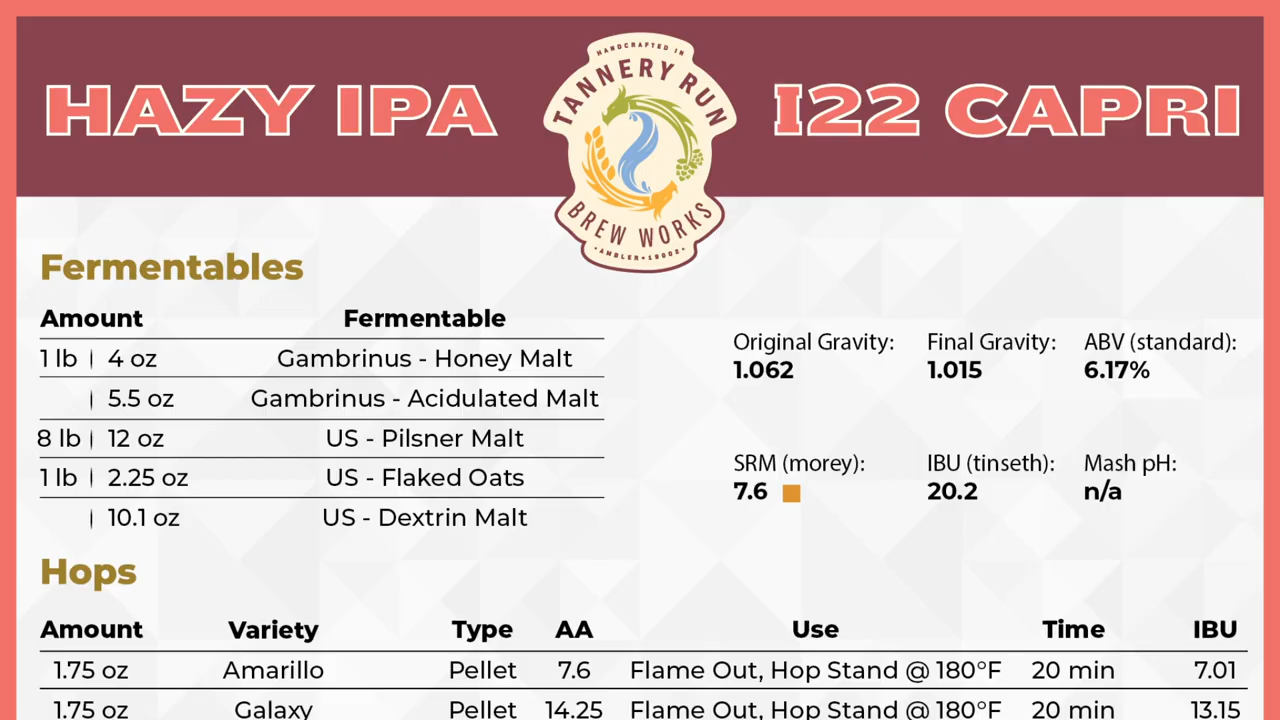 HAZY IPA
HANDCRAFTED IN
TANNERY RUN
BREW WORKS
• AMBLER • 19002 •
I22 CAPRI
Fermentables
Amount Fermentable
1 lb | 4 oz Gambrinus - Honey Malt
| 5.5 oz Gambrinus - Acidulated Malt
8 lb | 12 oz US - Pilsner Malt
1 lb | 2.25 oz US - Flaked Oats
| 10.1 oz US - Dextrin Malt
Original Gravity: Final Gravity: ABV (standard):
1.062 1.015 6.17%
SRM (morey): IBU (tinseth): Mash pH:
7.6 20.2 n/a
Hops
Amount Variety Type AA Use Time IBU
1.75 oz Amarillo Pellet 7.6 Flame Out, Hop Stand @ 180°F 20 min 7.01
1.75 oz Galaxy Pellet 14.25 Flame Out, Hop Stand @ 180°F 20 min 13.15